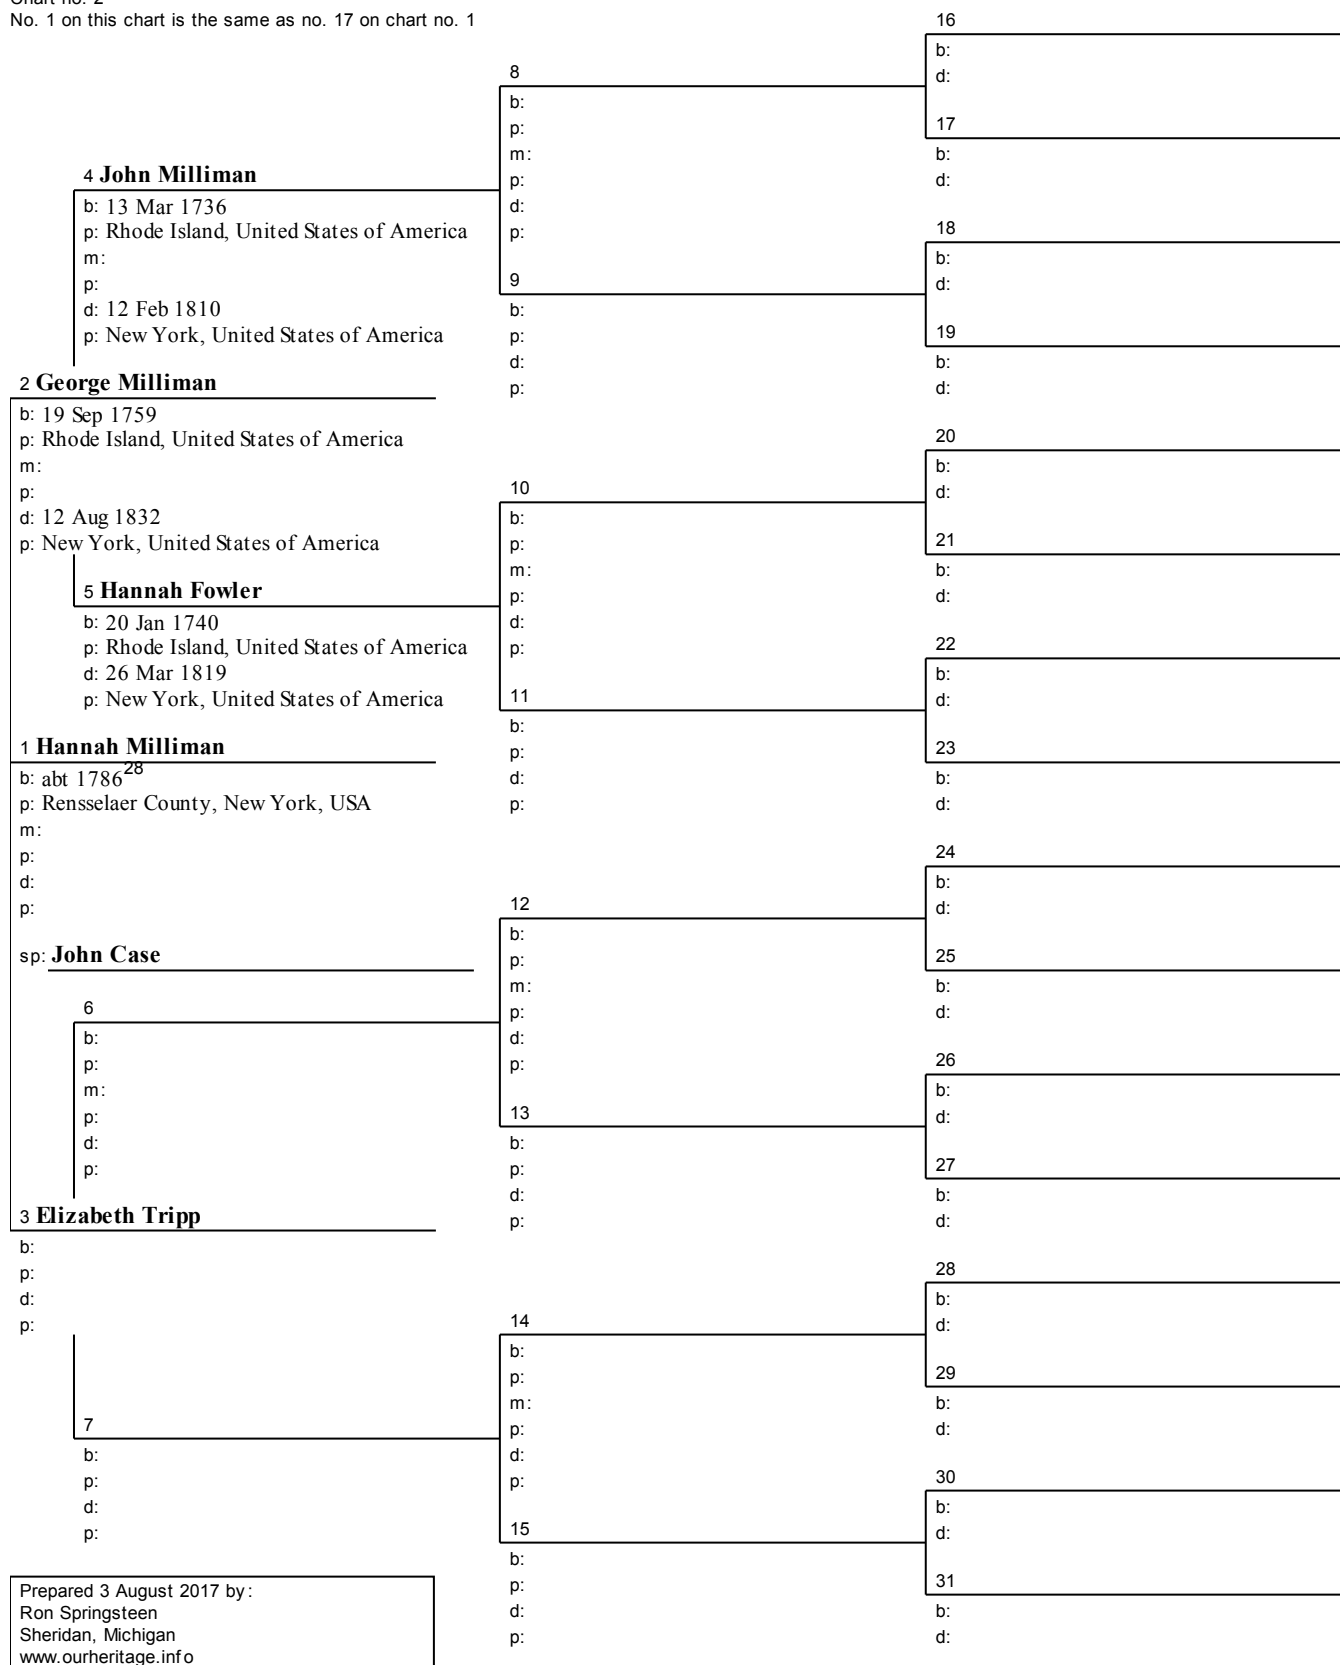 Chart no. 2
No. 1 on this chart is the same as no. 17 on chart no. 1
4 John Milliman
b: 13 Mar 1736
p: Rhode Island, United States of America
m:
p:
d: 12 Feb 1810
p: New York, United States of America
2 George Milliman
b: 19 Sep 1759
p: Rhode Island, United States of America
m:
p:
d: 12 Aug 1832
p: New York, United States of America
5 Hannah Fowler
b: 20 Jan 1740
p: Rhode Island, United States of America
d: 26 Mar 1819
p: New York, United States of America
1 Hannah Milliman
b: abt 1786²⁸
p: Rensselaer County, New York, USA
m:
p:
d:
p:
sp: John Case
6
b:
p:
m:
p:
d:
p:
3 Elizabeth Tripp
b:
p:
d:
p:
7
b:
p:
d:
p:
Prepared 3 August 2017 by:
Ron Springsteen
Sheridan, Michigan
www.ourheritage.info
8
b:
p:
m:
p:
d:
p:
9
b:
p:
d:
p:
10
b:
p:
m:
p:
d:
p:
11
b:
p:
d:
p:
12
b:
p:
m:
p:
d:
p:
13
b:
p:
d:
p:
14
b:
p:
m:
p:
d:
p:
15
b:
p:
d:
p:
16
b:
d:
17
b:
d:
18
b:
d:
19
b:
d:
20
b:
d:
21
b:
d:
22
b:
d:
23
b:
d:
24
b:
d:
25
b:
d:
26
b:
d:
27
b:
d:
28
b:
d:
29
b:
d:
30
b:
d:
31
b:
d: